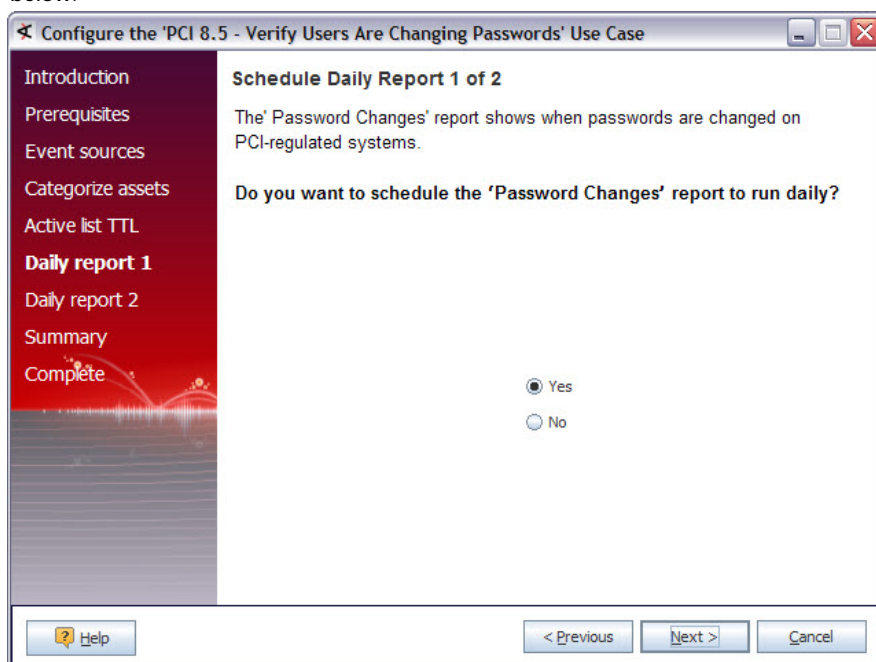 below.
Configure the 'PCI 8.5 - Verify Users Are Changing Passwords' Use Case
Introduction
Prerequisites
Event sources
Categorize assets
Active list TTL
Daily report 1
Daily report 2
Summary
Complete
Schedule Daily Report 1 of 2
The' Password Changes' report shows when passwords are changed on
PCI-regulated systems.
Do you want to schedule the 'Password Changes' report to run daily?
Yes
No
Help
< Previous
Next >
Cancel